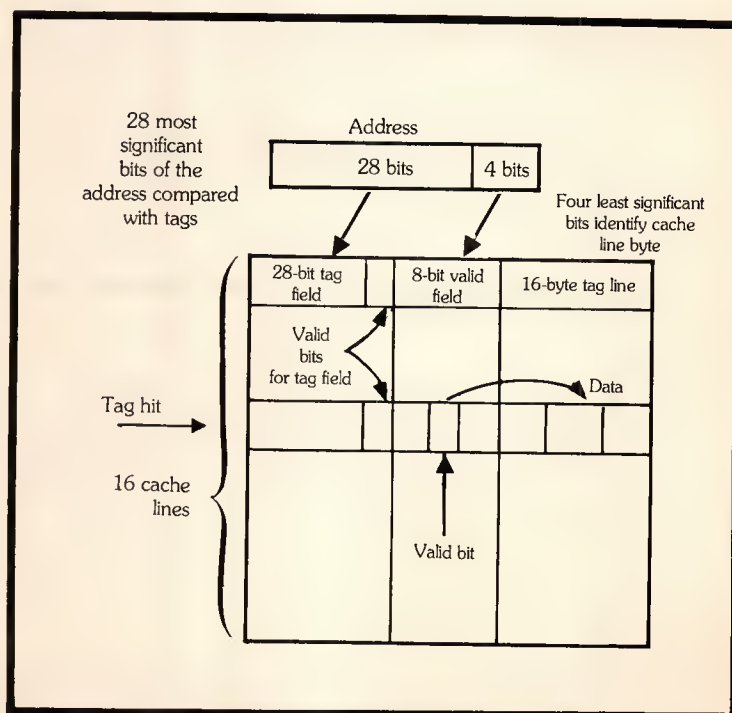 28 most
significant
bits of the
address compared
with tags
Address
28 bits
4 bits
Four least significant
bits identify cache
line byte
28-bit tag
field
8-bit valid
field
16-byte tag line
Valid
bits
for tag field
Data
Tag hit
16 cache
lines
Valid bit